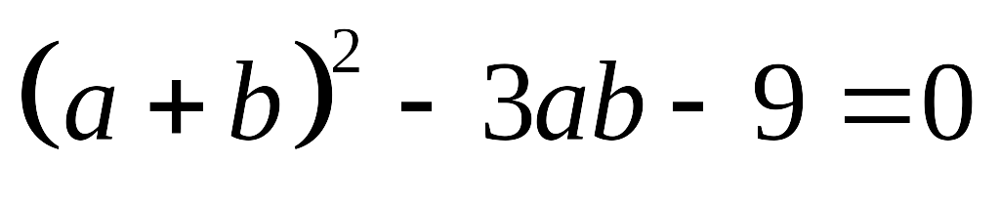 (a + b)² - 3ab - 9 = 0